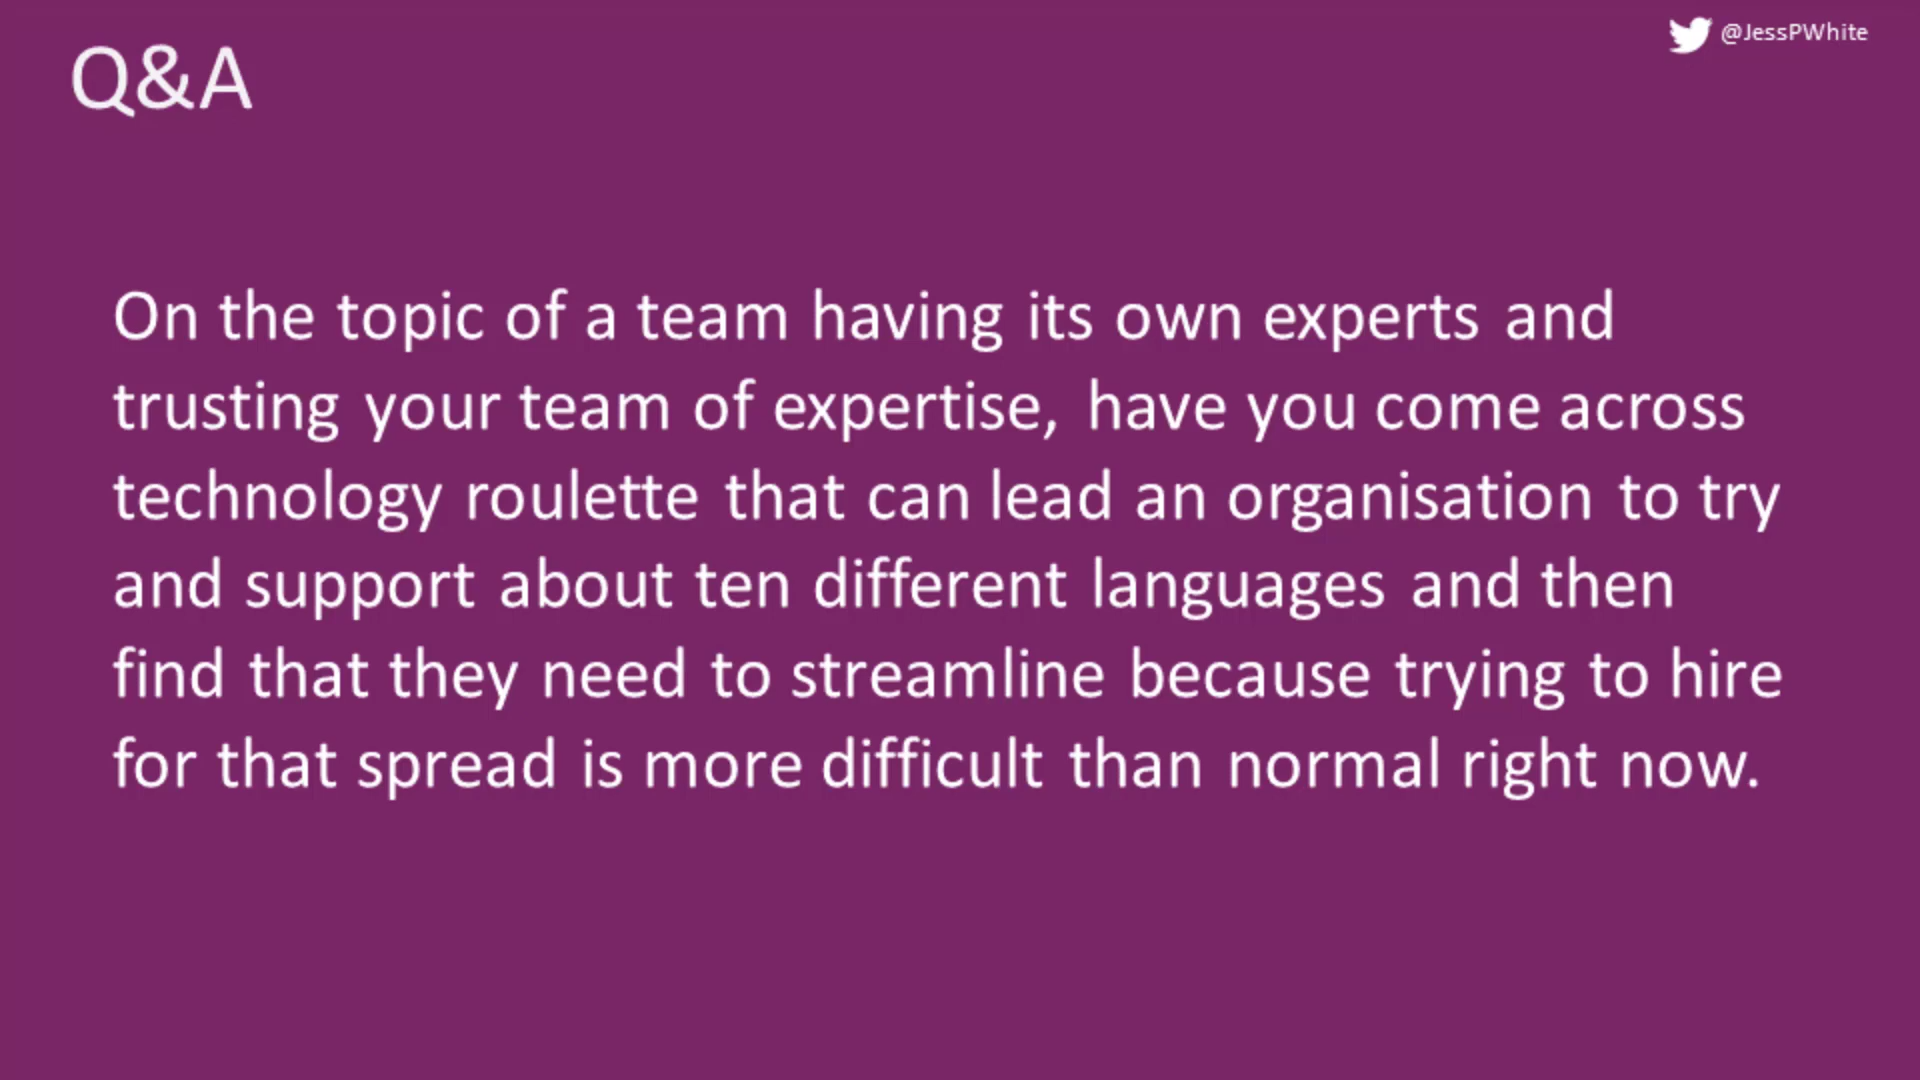 @JessPWhite
Q&A
On the topic of a team having its own experts and
trusting your team of expertise, have you come across
technology roulette that can lead an organisation to try
and support about ten different languages and then
find that they need to streamline because trying to hire
for that spread is more difficult than normal right now.